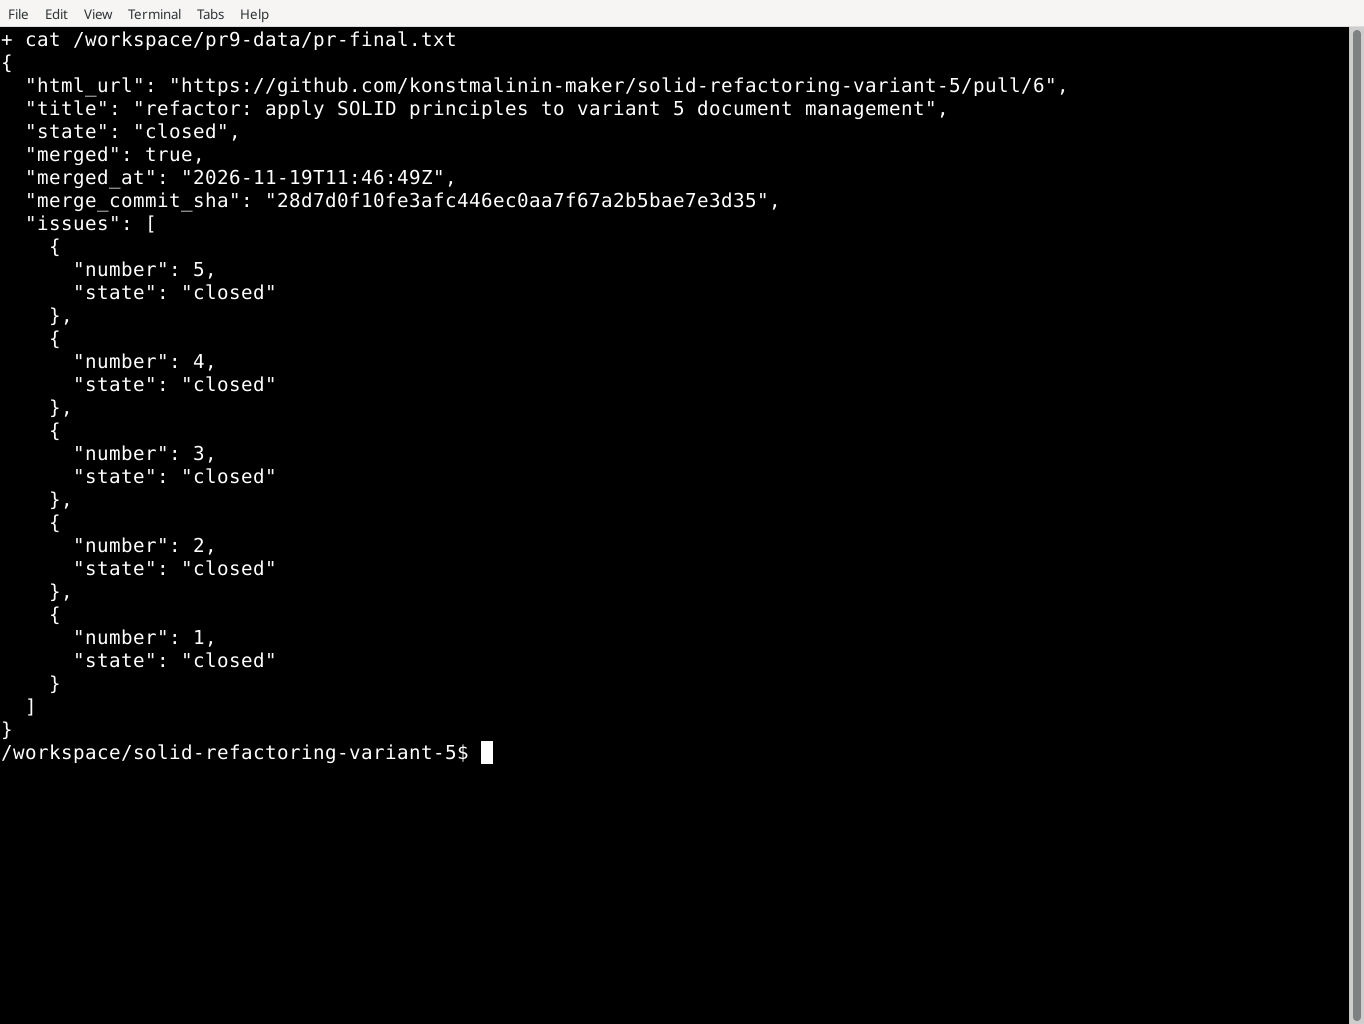 File Edit View Terminal Tabs Help
+ cat /workspace/pr9-data/pr-final.txt
{
  "html_url": "https://github.com/konstmalinin-maker/solid-refactoring-variant-5/pull/6",
  "title": "refactor: apply SOLID principles to variant 5 document management",
  "state": "closed",
  "merged": true,
  "merged_at": "2026-11-19T11:46:49Z",
  "merge_commit_sha": "28d7d0f10fe3afc446ec0aa7f67a2b5bae7e3d35",
  "issues": [
    {
      "number": 5,
      "state": "closed"
    },
    {
      "number": 4,
      "state": "closed"
    },
    {
      "number": 3,
      "state": "closed"
    },
    {
      "number": 2,
      "state": "closed"
    },
    {
      "number": 1,
      "state": "closed"
    }
  ]
}
/workspace/solid-refactoring-variant-5$